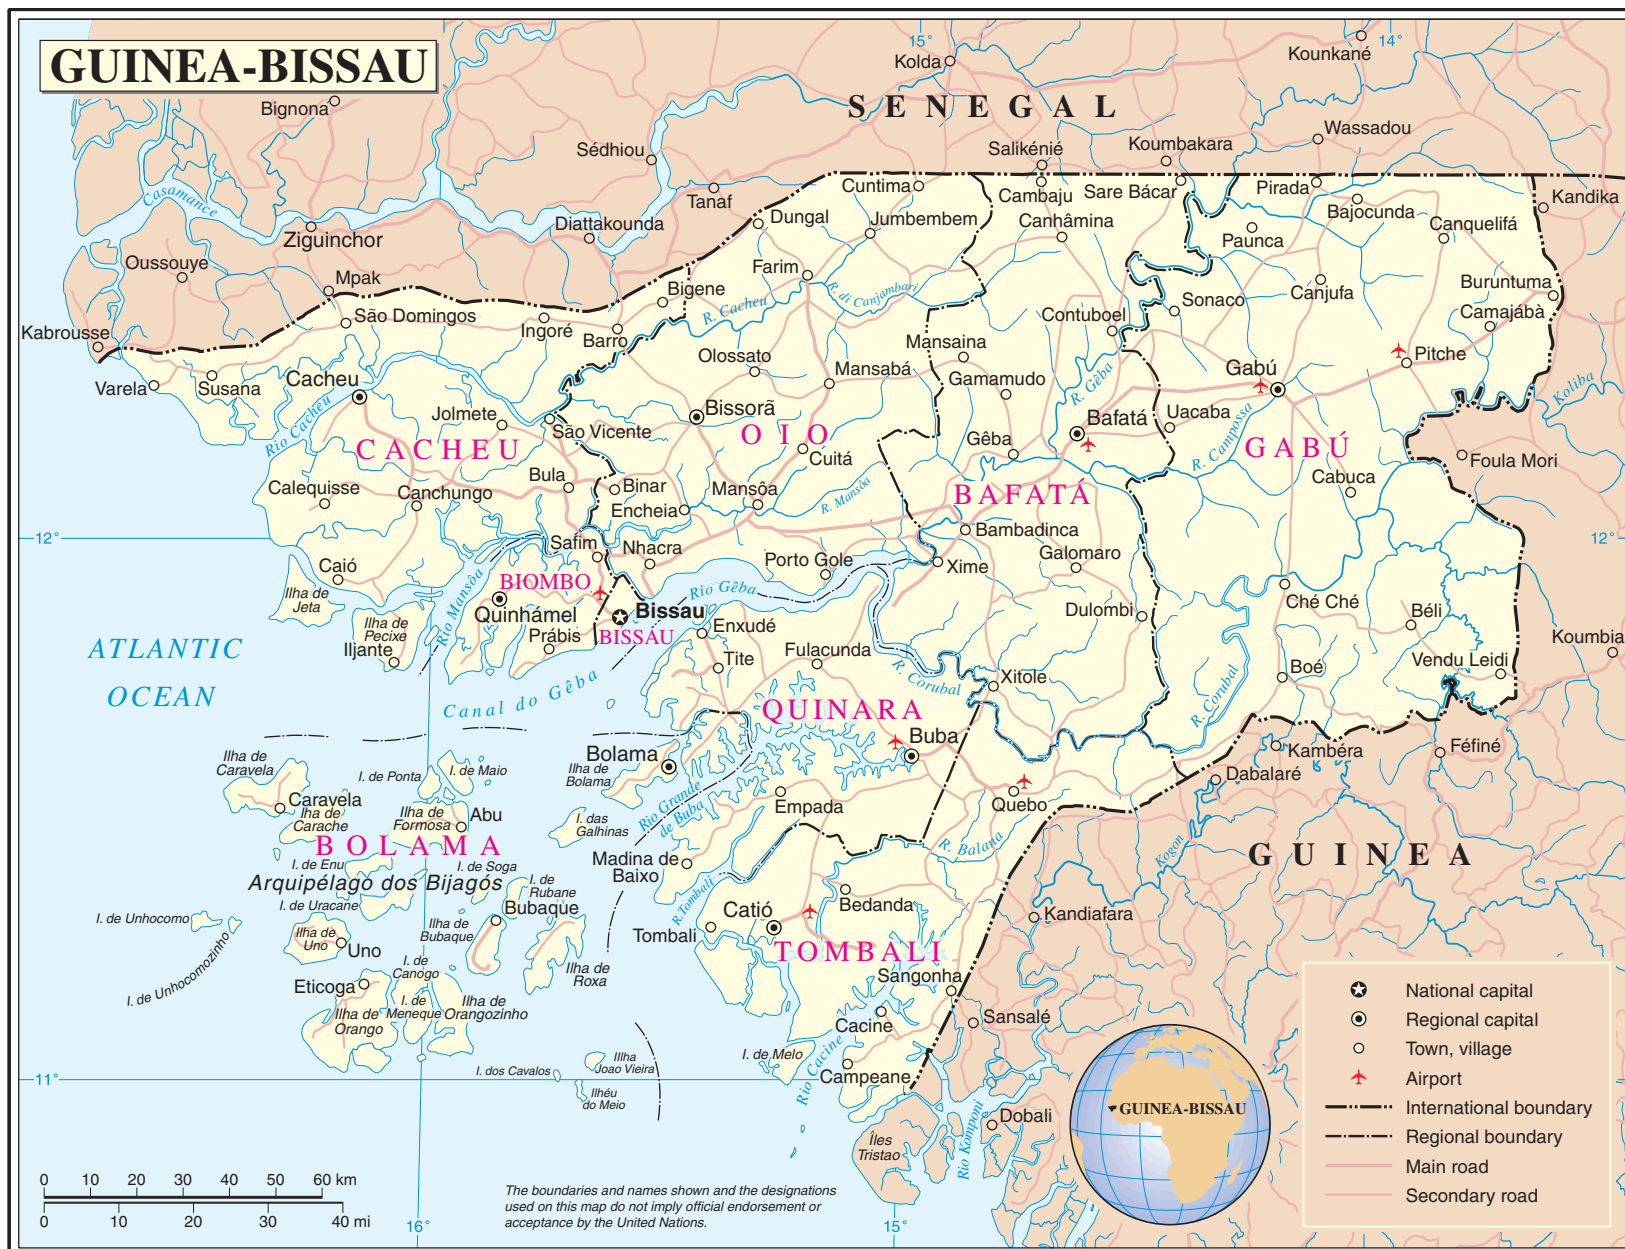 GUINEA-BISSAU
15°
14°
Kounkané
Kolda
Bignona
SENEGAL
Wassadou
Sédhiou
Salikénié
Koumbakara
Casamance
Tanaf
Cuntima
Cambaju
Sare Bácar
Pirada
Kandika
Bajocunda
Diattakounda
Dungal
Jumbembem
Canhâmina
Canquelifá
Ziguinchor
Paunca
Oussouye
Mpak
Farim
R. di Canjambari
Bigene
R. Cacheu
Sonaco
Canjufa
Buruntuma
Camajábà
São Domingos
Ingoré
Barro
Contuboel
Kabrousse
Mansaina
Pitche
Olossato
Mansabá
Gabú
Varela
Susana
Cacheu
Gamamudo
R. Gêba
Koliba
Rio Cacheu
Jolmete
Bissorã
Bafatá
Uacaba
R. Campossa
São Vicente
OIO
CACHEU
Gêba
GABÚ
Cuitá
Foula Mori
Calequisse
Canchungo
Bula
Binar
Mansôa
R. Mansôa
BAFATÁ
Cabuca
Encheia
Bambadinca
12°
12°
Safim
Nhacra
Porto Gole
Xime
Galomaro
Caió
Ilha de
Jeta
Rio Mansôa
BIOMBO
Rio Gêba
Ché Ché
Quinhámel
Bissau
Dulombi
Béli
Ilha de
Pecixe
Prábis
BISSAU
Enxudé
Iljante
Tite
Fulacunda
Koumbia
ATLANTIC
OCEAN
R. Corubal
Xitole
Boé
Vendu Leidi
Canal do Gêba
QUINARA
R. Corubal
Buba
Kambéra
Féfiné
Ilha de
Caravela
I. de Ponta
I. de Maio
Bolama
Ilha de
Bolama
Dabalaré
Caravela
Iha de
Carache
Ilha de
Formosa
Abu
Rio Grande
de Buba
Empada
Quebo
I. das
Galhinas
BOLAMA
R. Balana
Kogon
GUINEA
I. de Enu
I. de Soga
Madina de
Baixo
Arquipélago dos Bijagós
I. de
Rubane
R.Tombali
I. de Uracane
Bubaque
Catió
Bedanda
Kandiafara
I. de Unhocomo
Ilha de
Uno
Uno
Ilha de
Bubaque
Tombali
TOMBALI
I. de Unhocomozinho
I. de
Canogo
Ilha de
Roxa
Sangonha
Eticoga
I. de
Meneque
Ilha de
Orangozinho
Ilha de
Orango
Cacine
Sansalé
I. de Melo
Rio Cacine
Campeane
I. dos Cavalos
Illha
Joao Vieira
11°
Ilhéu
do Meio
Dobali
Îles
Tristao
Rio Komponi
GUINEA-BISSAU
National capital
Regional capital
Town, village
Airport
International boundary
Regional boundary
Main road
Secondary road
0 10 20 30 40 50 60 km
0 10 20 30 40 mi
The boundaries and names shown and the designations
used on this map do not imply official endorsement or
acceptance by the United Nations.
16°
15°